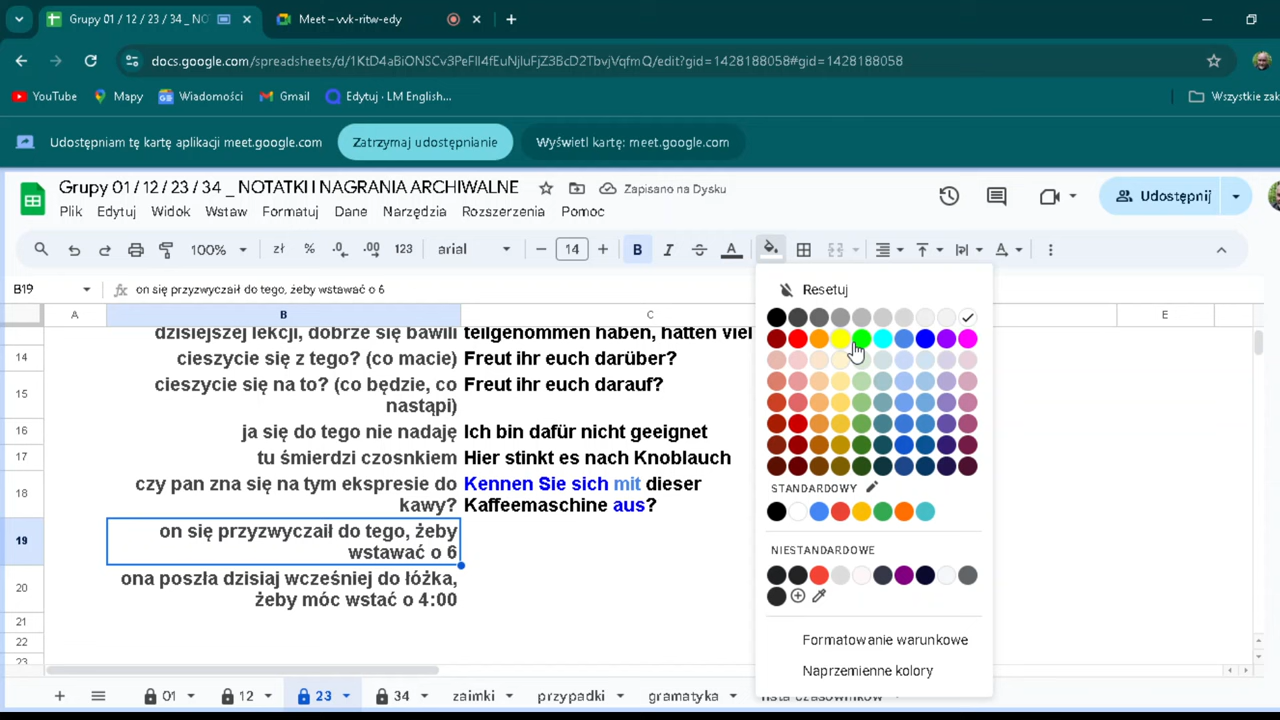 Grupy 01 / 12 / 23 / 34 _ NO
Meet – vvk-ritw-edy
docs.google.com/spreadsheets/d/1KtD4aBiONSCv3PeFII4fEuNjIuFjZ3BcD2TbvjVqfmQ/edit?gid=1428188058#gid=1428188058
YouTube Mapy Wiadomości Gmail Edytuj · LM English... Wszystkie zak
Udostępniam tę kartę aplikacji meet.google.com Zatrzymaj udostępnianie Wyświetl kartę: meet.google.com
Grupy 01 / 12 / 23 / 34 _ NOTATKI I NAGRANIA ARCHIWALNE Zapisano na Dysku Udostępnij
Plik Edytuj Widok Wstaw Formatuj Dane Narzędzia Rozszerzenia Pomoc
100% zł % .0 .00 123 arial − 14 + B I S A
B19 fx on się przyzwyczaił do tego, żeby wstawać o 6
Resetuj
A B C E
dzisiejszej lekcji, dobrze się bawili teilgenommen haben, hatten viel
14 cieszycie się z tego? (co macie) Freut ihr euch darüber?
15 cieszycie się na to? (co będzie, co Freut ihr euch darauf?
nastąpi)
16 ja się do tego nie nadaję Ich bin dafür nicht geeignet
17 tu śmierdzi czosnkiem Hier stinkt es nach Knoblauch
18 czy pan zna się na tym ekspresie do Kennen Sie sich mit dieser
kawy? Kaffeemaschine aus?
19 on się przyzwyczaił do tego, żeby
wstawać o 6
20 ona poszła dzisiaj wcześniej do łóżka,
żeby móc wstać o 4:00
21
22
23
STANDARDOWY
NIESTANDARDOWE
Formatowanie warunkowe
Naprzemienne kolory
+ 01 12 23 34 zaimki przypadki gramatyka lista czasowników